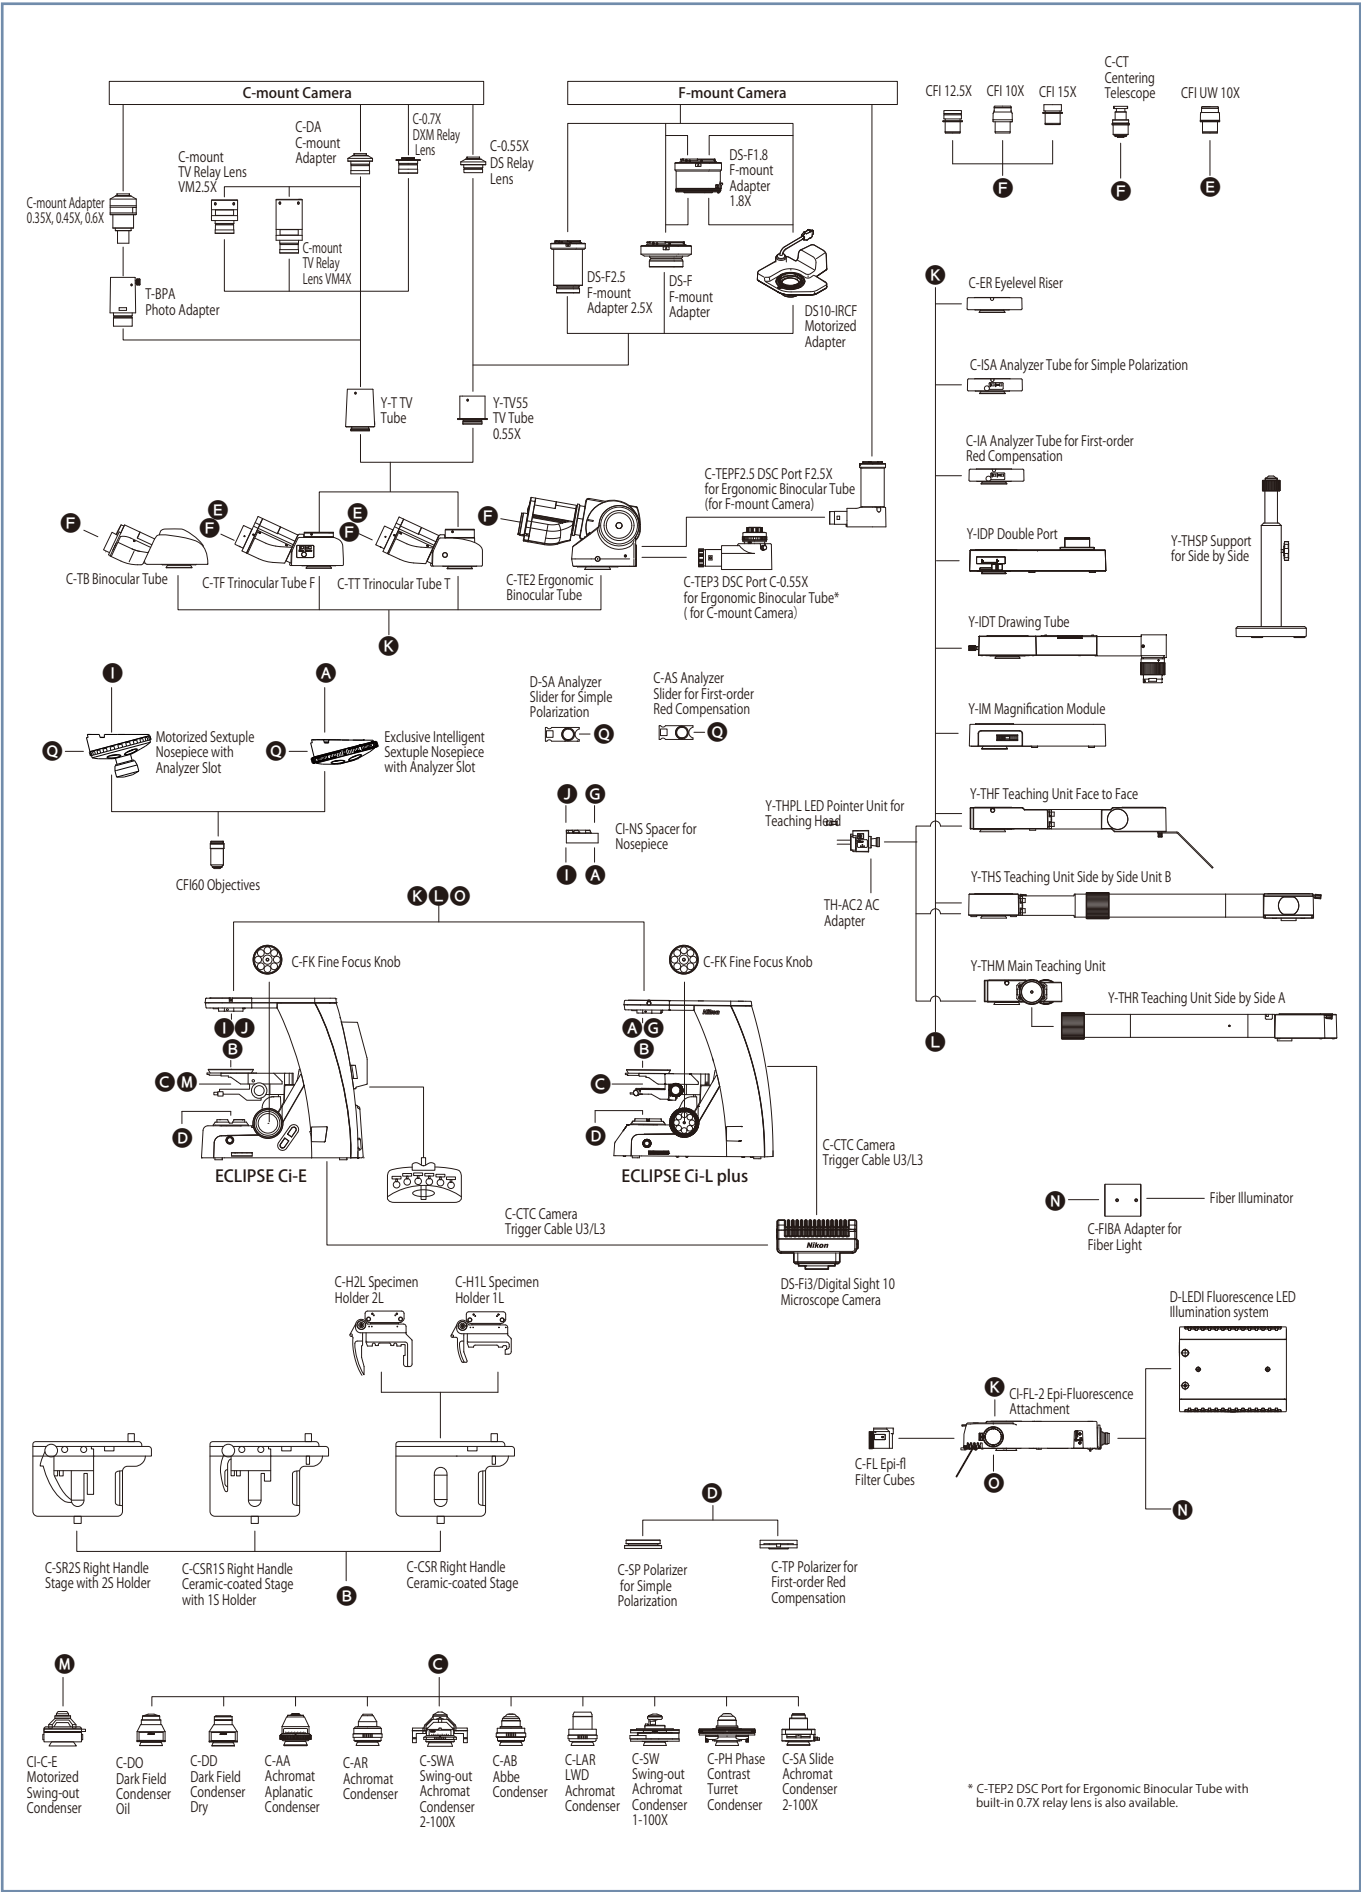 C-mount Camera
F-mount Camera
CFI 12.5X
CFI 10X
CFI 15X
C-CT
Centering
Telescope
CFI UW 10X
F
F
E
C-mount Adapter
0.35X, 0.45X, 0.6X
C-mount
TV Relay Lens
VM2.5X
C-DA
C-mount
Adapter
C-0.7X
DXM Relay
Lens
C-0.55X
DS Relay
Lens
C-mount
TV Relay
Lens VM4X
T-BPA
Photo Adapter
DS-F1.8
F-mount
Adapter
1.8X
DS-F2.5
F-mount
Adapter 2.5X
DS-F
F-mount
Adapter
DS10-IRCF
Motorized
Adapter
Y-T TV
Tube
Y-TV55
TV Tube
0.55X
C-TEPF2.5 DSC Port F2.5X
for Ergonomic Binocular Tube
(for F-mount Camera)
F
E
F
E
F
F
C-TB Binocular Tube
C-TF Trinocular Tube F
C-TT Trinocular Tube T
C-TE2 Ergonomic
Binocular Tube
C-TEP3 DSC Port C-0.55X
for Ergonomic Binocular Tube*
( for C-mount Camera)
K
K
C-ER Eyelevel Riser
C-ISA Analyzer Tube for Simple Polarization
C-IA Analyzer Tube for First-order
Red Compensation
Y-IDP Double Port
Y-THSP Support
for Side by Side
Y-IDT Drawing Tube
Y-IM Magnification Module
Y-THF Teaching Unit Face to Face
Y-THPL LED Pointer Unit for
Teaching Head
TH-AC2 AC
Adapter
Y-THS Teaching Unit Side by Side Unit B
Y-THM Main Teaching Unit
Y-THR Teaching Unit Side by Side A
L
I
A
Q
Motorized Sextuple
Nosepiece with
Analyzer Slot
Q
Exclusive Intelligent
Sextuple Nosepiece
with Analyzer Slot
CFI60 Objectives
D-SA Analyzer
Slider for Simple
Polarization
Q
C-AS Analyzer
Slider for First-order
Red Compensation
Q
J G
CI-NS Spacer for
Nosepiece
I A
K L O
C-FK Fine Focus Knob
C-FK Fine Focus Knob
Nikon
I J
B
C M
D
ECLIPSE Ci-E
A G
B
C
D
ECLIPSE Ci-L plus
C-CTC Camera
Trigger Cable U3/L3
C-CTC Camera
Trigger Cable U3/L3
Nikon
DS-Fi3/Digital Sight 10
Microscope Camera
N
Fiber Illuminator
C-FIBA Adapter for
Fiber Light
D-LEDI Fluorescence LED
Illumination system
K
CI-FL-2 Epi-Fluorescence
Attachment
C-FL Epi-fl
Filter Cubes
O
N
C-H2L Specimen
Holder 2L
C-H1L Specimen
Holder 1L
C-SR2S Right Handle
Stage with 2S Holder
C-CSR1S Right Handle
Ceramic-coated Stage
with 1S Holder
C-CSR Right Handle
Ceramic-coated Stage
B
D
C-SP Polarizer
for Simple
Polarization
C-TP Polarizer for
First-order Red
Compensation
M
C
CI-C-E
Motorized
Swing-out
Condenser
C-DO
Dark Field
Condenser
Oil
C-DD
Dark Field
Condenser
Dry
C-AA
Achromat
Aplanatic
Condenser
C-AR
Achromat
Condenser
C-SWA
Swing-out
Achromat
Condenser
2-100X
C-AB
Abbe
Condenser
C-LAR
LWD
Achromat
Condenser
C-SW
Swing-out
Achromat
Condenser
1-100X
C-PH Phase
Contrast
Turret
Condenser
C-SA Slide
Achromat
Condenser
2-100X
* C-TEP2 DSC Port for Ergonomic Binocular Tube with
built-in 0.7X relay lens is also available.